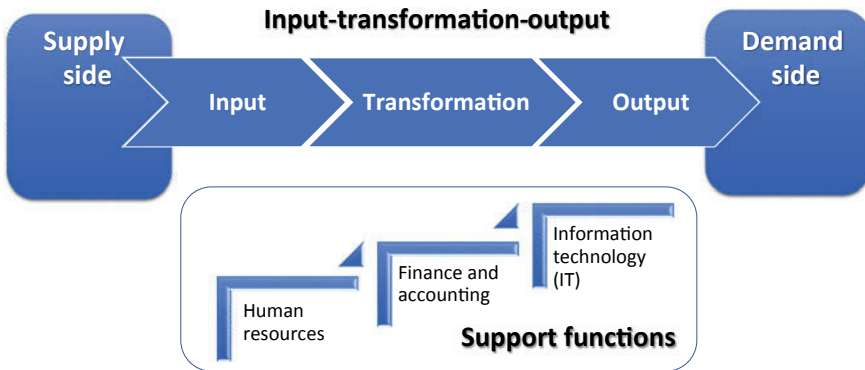 Input-transformation-output
Supply
side
Input
Transformation
Output
Demand
side
Human
resources
Finance and
accounting
Information
technology
(IT)
Support functions